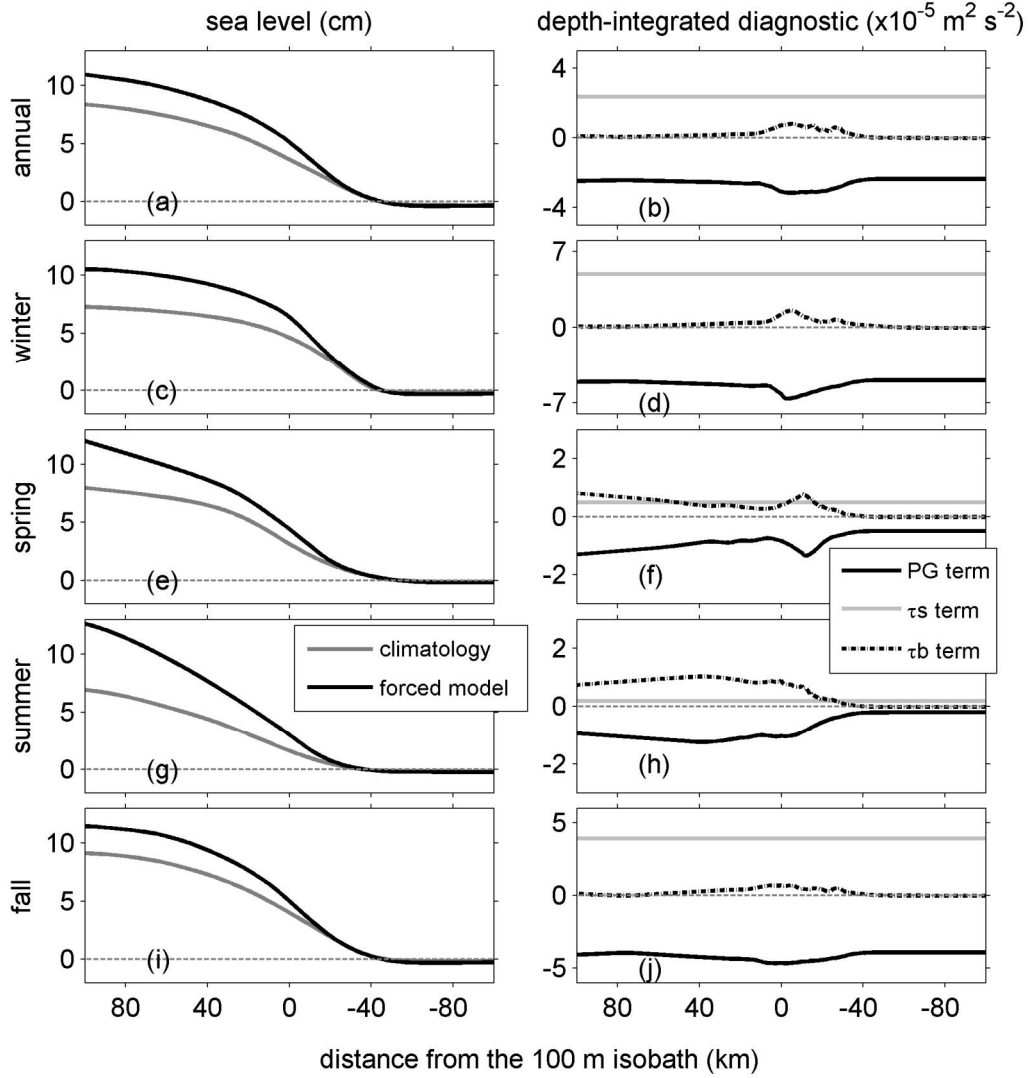 sea level (cm)
depth-integrated diagnostic (x10⁻⁵ m² s⁻²)
annual
10
5
0
(a)
4
0
-4
(b)
winter
10
5
0
(c)
7
0
-7
(d)
spring
10
5
0
(e)
2
0
-2
(f)
PG term
τs term
τb term
summer
10
5
0
(g)
climatology
forced model
2
0
-2
(h)
fall
10
5
0
(i)
5
0
-5
(j)
80 40 0 -40 -80
80 40 0 -40 -80
distance from the 100 m isobath (km)